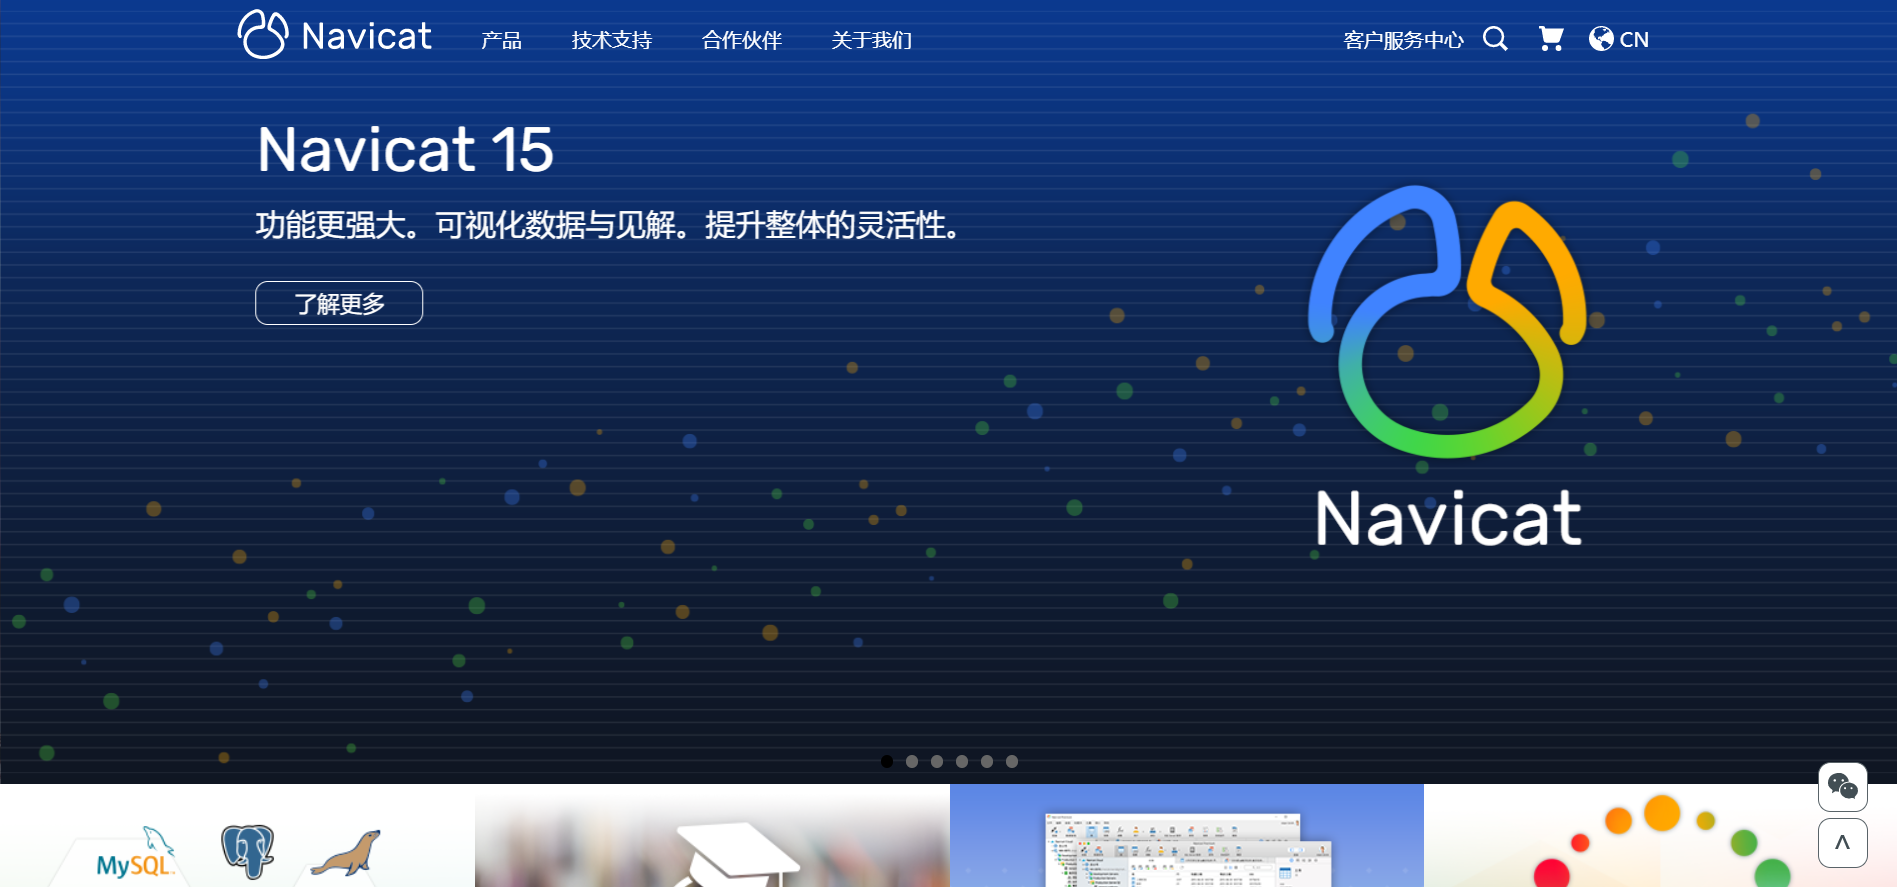 Navicat 产品 技术支持 合作伙伴 关于我们 客户服务中心 CN
Navicat 15
功能更强大。可视化数据与见解。提升整体的灵活性。
了解更多
Navicat
MySQL